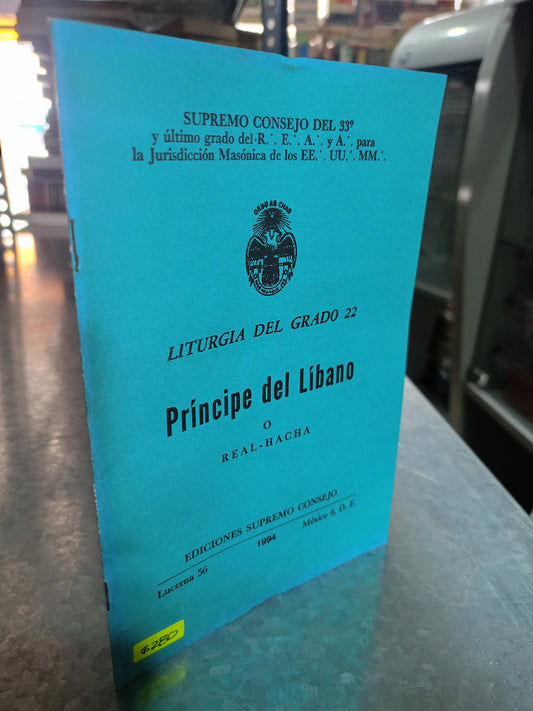 SUPREMO CONSEJO DEL 33º
y último grado del R∴ E∴ A∴ y A∴ para
la Jurisdicción Masónica de los EE∴ UU∴ MM∴
ORDO AB CHAO
LITURGIA DEL GRADO 22
Príncipe del Líbano
O
REAL-HACHA
EDICIONES SUPREMO CONSEJO
Lucerna 56 1994 México 6, D. F.
$280